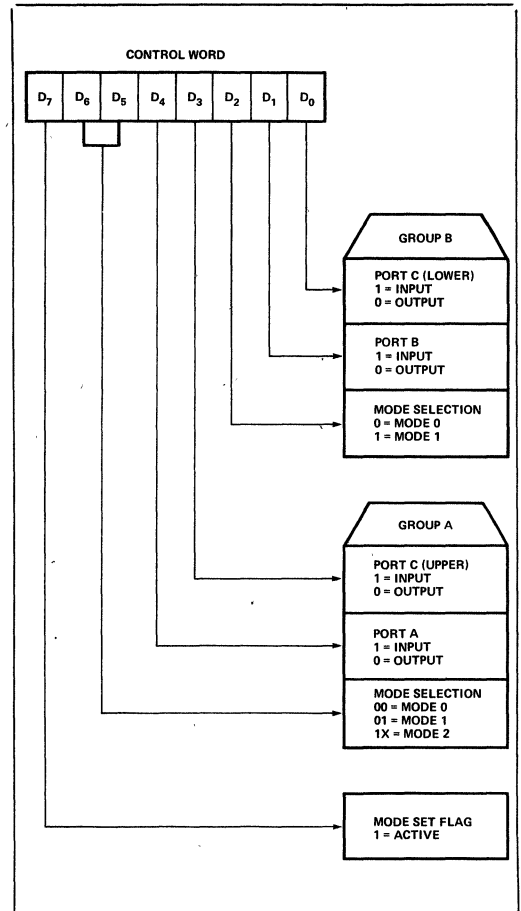 CONTROL WORD
D7 D6 D5 D4 D3 D2 D1 D0
GROUP B
PORT C (LOWER)
1 = INPUT
0 = OUTPUT
PORT B
1 = INPUT
0 = OUTPUT
MODE SELECTION
0 = MODE 0
1 = MODE 1
GROUP A
PORT C (UPPER)
1 = INPUT
0 = OUTPUT
PORT A
1 = INPUT
0 = OUTPUT
MODE SELECTION
00 = MODE 0
01 = MODE 1
1X = MODE 2
MODE SET FLAG
1 = ACTIVE